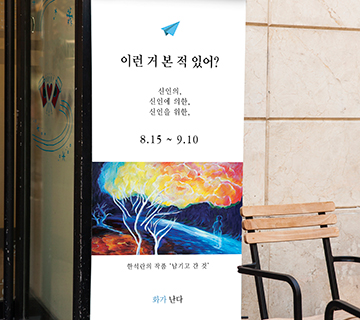 이런 거 본 적 있어?
신인의,
신인에 의한,
신인을 위한,
8.15 ~ 9.10
한석란의 작품 '남기고 간 것'
화가 난다